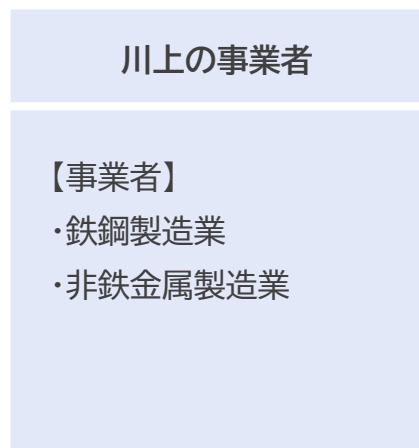 川上の事業者
【事業者】
・鉄鋼製造業
・非鉄金属製造業